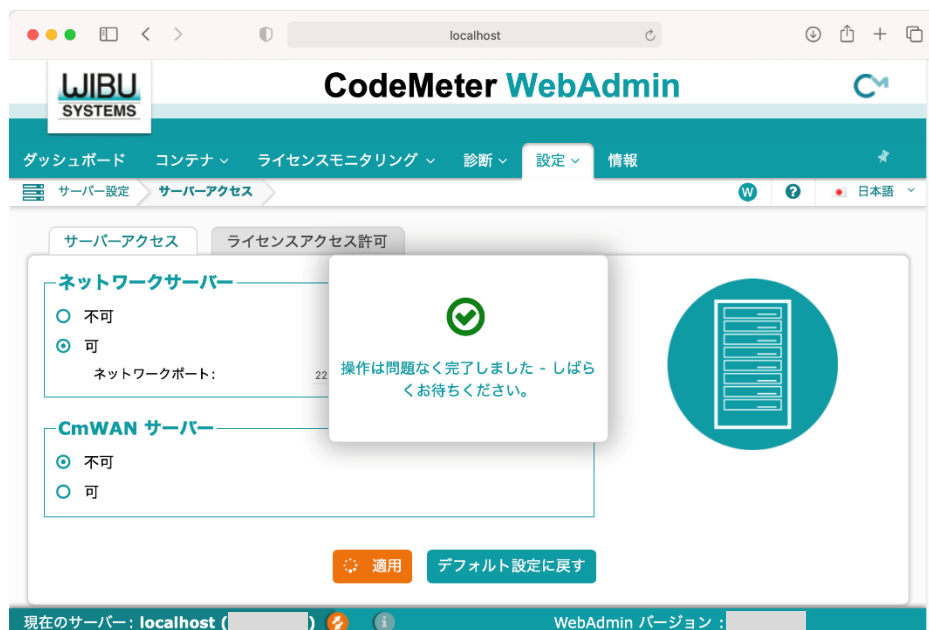 localhost
WIBU
SYSTEMS
CodeMeter WebAdmin
CM
ダッシュボード コンテナ ライセンスモニタリング 診断 設定 情報
サーバー設定 サーバーアクセス W ? 日本語
サーバーアクセス ライセンスアクセス許可
ネットワークサーバー
不可
可
ネットワークポート: 22
操作は問題なく完了しました - しばら
くお待ちください。
CmWAN サーバー
不可
可
適用 デフォルト設定に戻す
現在のサーバー: localhost ( ) i WebAdmin バージョン :